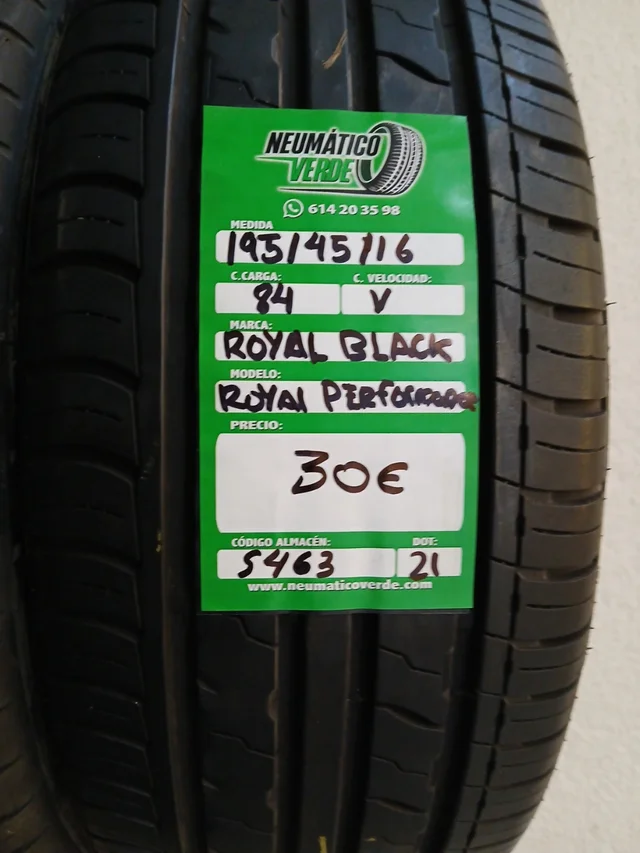 NEUMÁTICO
VERDE
614 20 35 98
MEDIDA
195/45/16
C.CARGA: C. VELOCIDAD:
84 V
MARCA:
ROYAL BLACK
MODELO:
ROYAL
PRECIO:
30€
CÓDIGO ALMACÉN: DOT:
5463 21
www.neumaticoverde.com